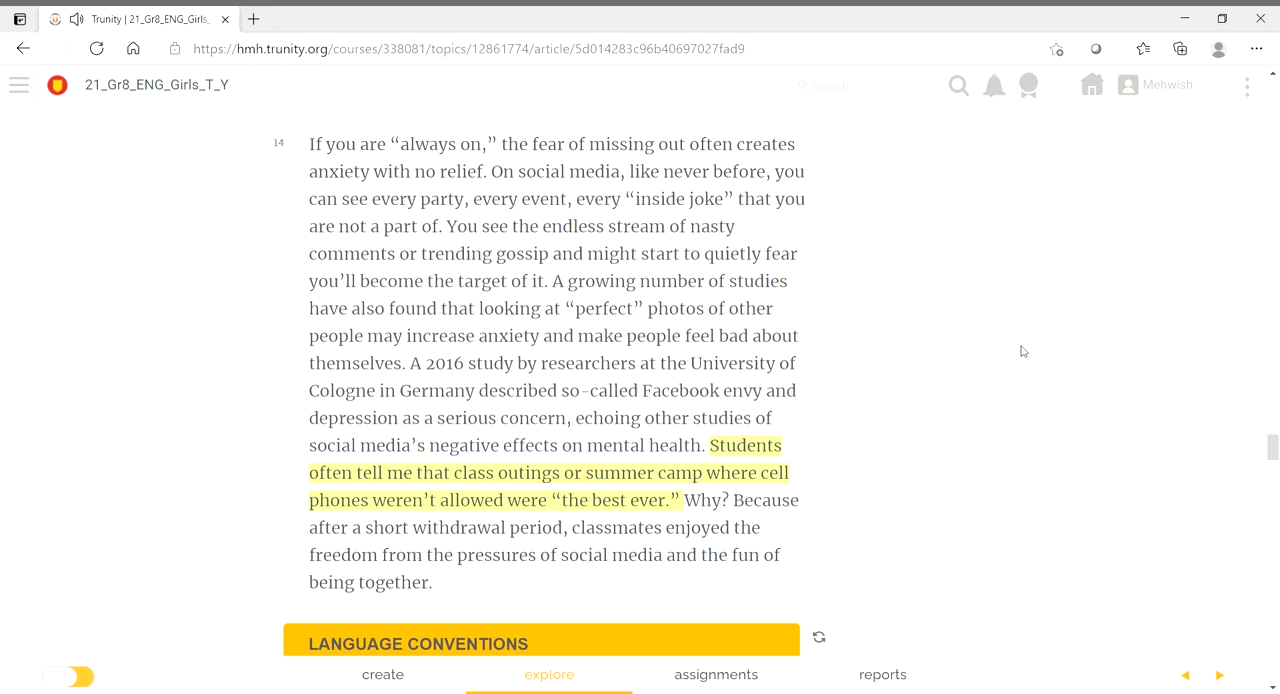 Trunity | 21_Gr8_ENG_Girls_
https://hmh.trunity.org/courses/338081/topics/12861774/article/5d014283c96b40697027fad9
21_Gr8_ENG_Girls_T_Y
Search
Mehwish
14
If you are “always on,” the fear of missing out often creates
anxiety with no relief. On social media, like never before, you
can see every party, every event, every “inside joke” that you
are not a part of. You see the endless stream of nasty
comments or trending gossip and might start to quietly fear
you’ll become the target of it. A growing number of studies
have also found that looking at “perfect” photos of other
people may increase anxiety and make people feel bad about
themselves. A 2016 study by researchers at the University of
Cologne in Germany described so-called Facebook envy and
depression as a serious concern, echoing other studies of
social media’s negative effects on mental health. Students
often tell me that class outings or summer camp where cell
phones weren’t allowed were “the best ever.” Why? Because
after a short withdrawal period, classmates enjoyed the
freedom from the pressures of social media and the fun of
being together.
LANGUAGE CONVENTIONS
create
explore
assignments
reports